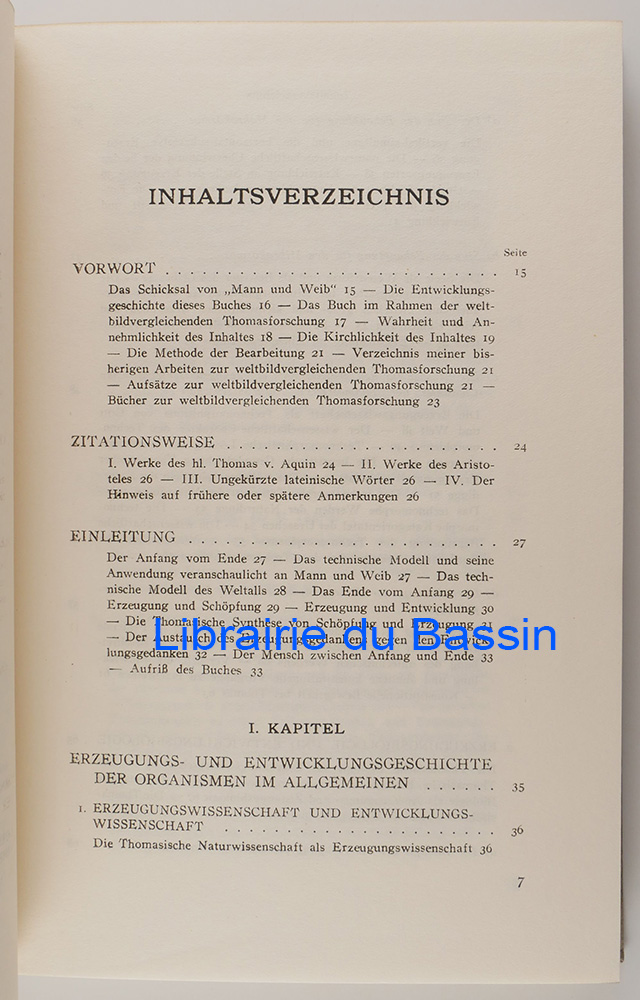 INHALTSVERZEICHNIS
Seite
VORWORT . . . . . . . . . . . . . . . . . . . . . . . . . . . 15
Das Schicksal von „Mann und Weib" 15 — Die Entwicklungs-
geschichte dieses Buches 16 — Das Buch im Rahmen der welt-
bildvergleichenden Thomasforschung 17 — Wahrheit und An-
nehmlichkeit des Inhaltes 18 — Die Kirchlichkeit des Inhaltes 19
— Die Methode der Bearbeitung 21 — Verzeichnis meiner bis-
herigen Arbeiten zur weltbildvergleichenden Thomasforschung 21
— Aufsätze zur weltbildvergleichenden Thomasforschung 21 —
Bücher zur weltbildvergleichenden Thomasforschung 23
ZITATIONSWEISE . . . . . . . . . . . . . . . . . . . . . . 24
I. Werke des hl. Thomas v. Aquin 24 — II. Werke des Aristo-
teles 26 — III. Ungekürzte lateinische Wörter 26 — IV. Der
Hinweis auf frühere oder spätere Anmerkungen 26
EINLEITUNG . . . . . . . . . . . . . . . . . . . . . . . . . 27
Der Anfang vom Ende 27 — Das technische Modell und seine
Anwendung veranschaulicht an Mann und Weib 27 — Das tech-
nische Modell des Weltalls 28 — Das Ende vom Anfang 29 —
Erzeugung und Schöpfung 29 — Erzeugung und Entwicklung 30
— Die Thomasische Synthese von Schöpfung und Erzeugung 31
Librairie du Bassin
— Der Austausch des Erzeugungsgedankens gegen den Entwick-
lungsgedanken 32 — Der Mensch zwischen Anfang und Ende 33
— Aufriß des Buches 33
I. KAPITEL
ERZEUGUNGS- UND ENTWICKLUNGSGESCHICHTE
DER ORGANISMEN IM ALLGEMEINEN . . . . . . 35
1. ERZEUGUNGSWISSENSCHAFT UND ENTWICKLUNGS-
WISSENSCHAFT . . . . . . . . . . . . . . . . . . . . . . 36
Die Thomasische Naturwissenschaft als Erzeugungswissenschaft 36
7